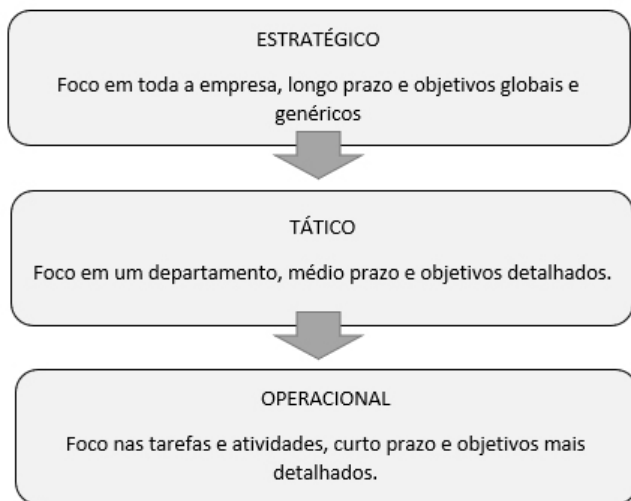 ESTRATÉGICO
Foco em toda a empresa, longo prazo e objetivos globais e
genéricos
TÁTICO
Foco em um departamento, médio prazo e objetivos detalhados.
OPERACIONAL
Foco nas tarefas e atividades, curto prazo e objetivos mais
detalhados.